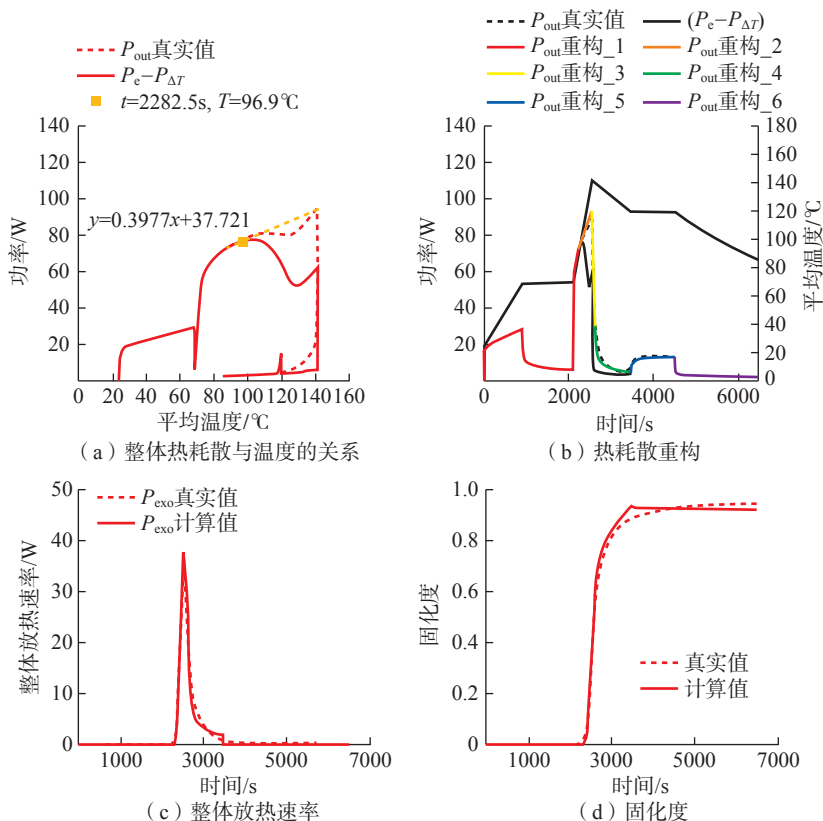 P_out真实值
P_e−P_ΔT
t=2282.5s, T=96.9℃
140
120
100
80
60
40
20
0
20
40
60
80
100
120
140
160
功率/W
y=0.3977x+37.721
平均温度/℃
（a）整体热耗散与温度的关系
P_out真实值
(P_e−P_ΔT)
P_out重构_1
P_out重构_2
P_out重构_3
P_out重构_4
P_out重构_5
P_out重构_6
140
120
100
80
60
40
20
功率/W
180
160
140
120
100
80
60
40
20
0
平均温度/℃
0
2000
4000
6000
时间/s
（b）热耗散重构
50
40
30
20
10
0
整体放热速率/W
P_exo真实值
P_exo计算值
1000
3000
5000
7000
时间/s
（c）整体放热速率
1.0
0.8
0.6
0.4
0.2
0
固化度
真实值
计算值
1000
3000
5000
7000
时间/s
（d）固化度